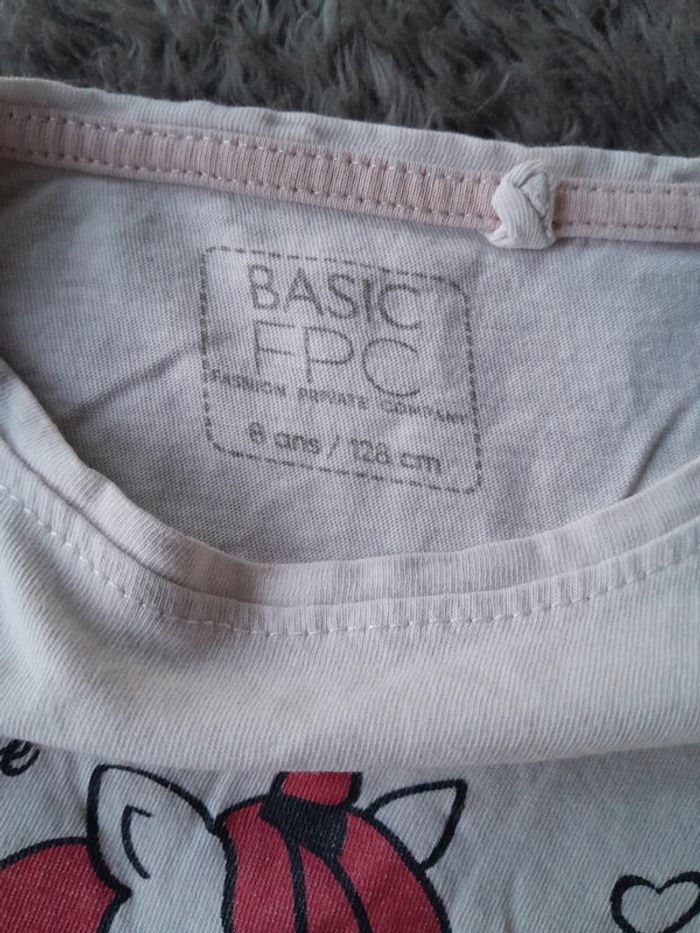 BASIC
FPC
FASHION PRIVATE COMPANY
8 ans / 128 cm